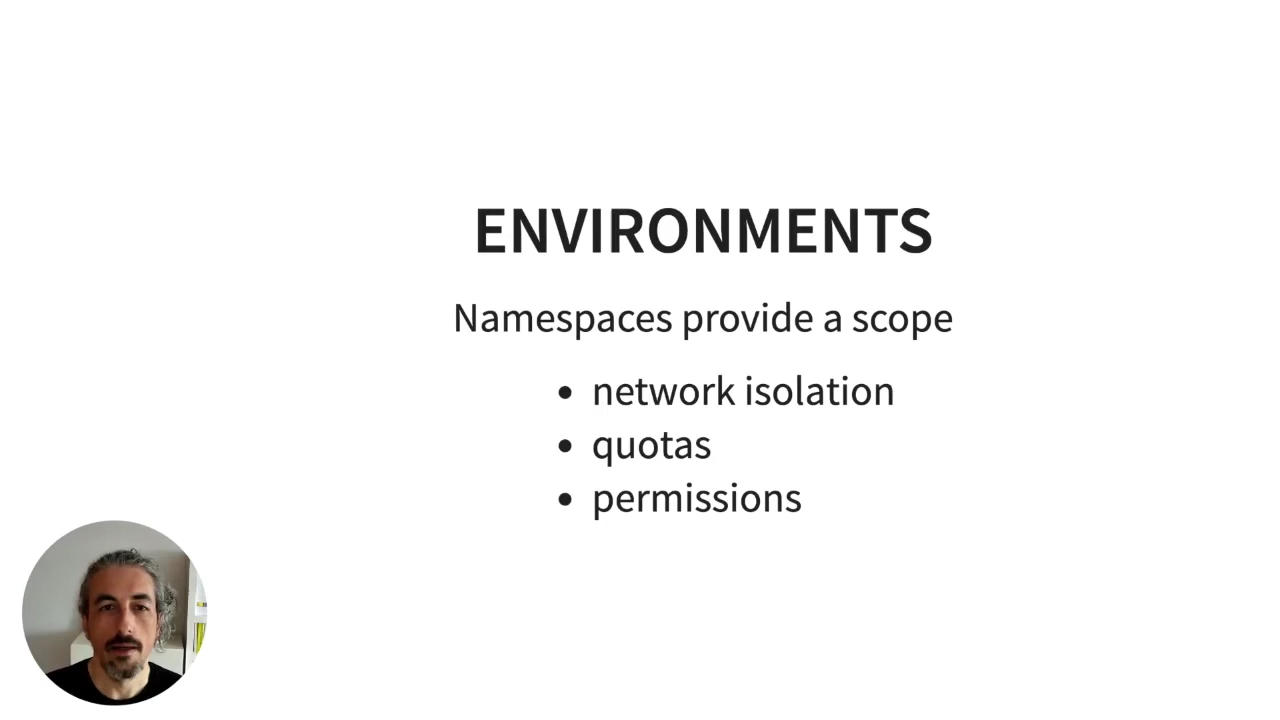 ENVIRONMENTS
Namespaces provide a scope
• network isolation
• quotas
• permissions